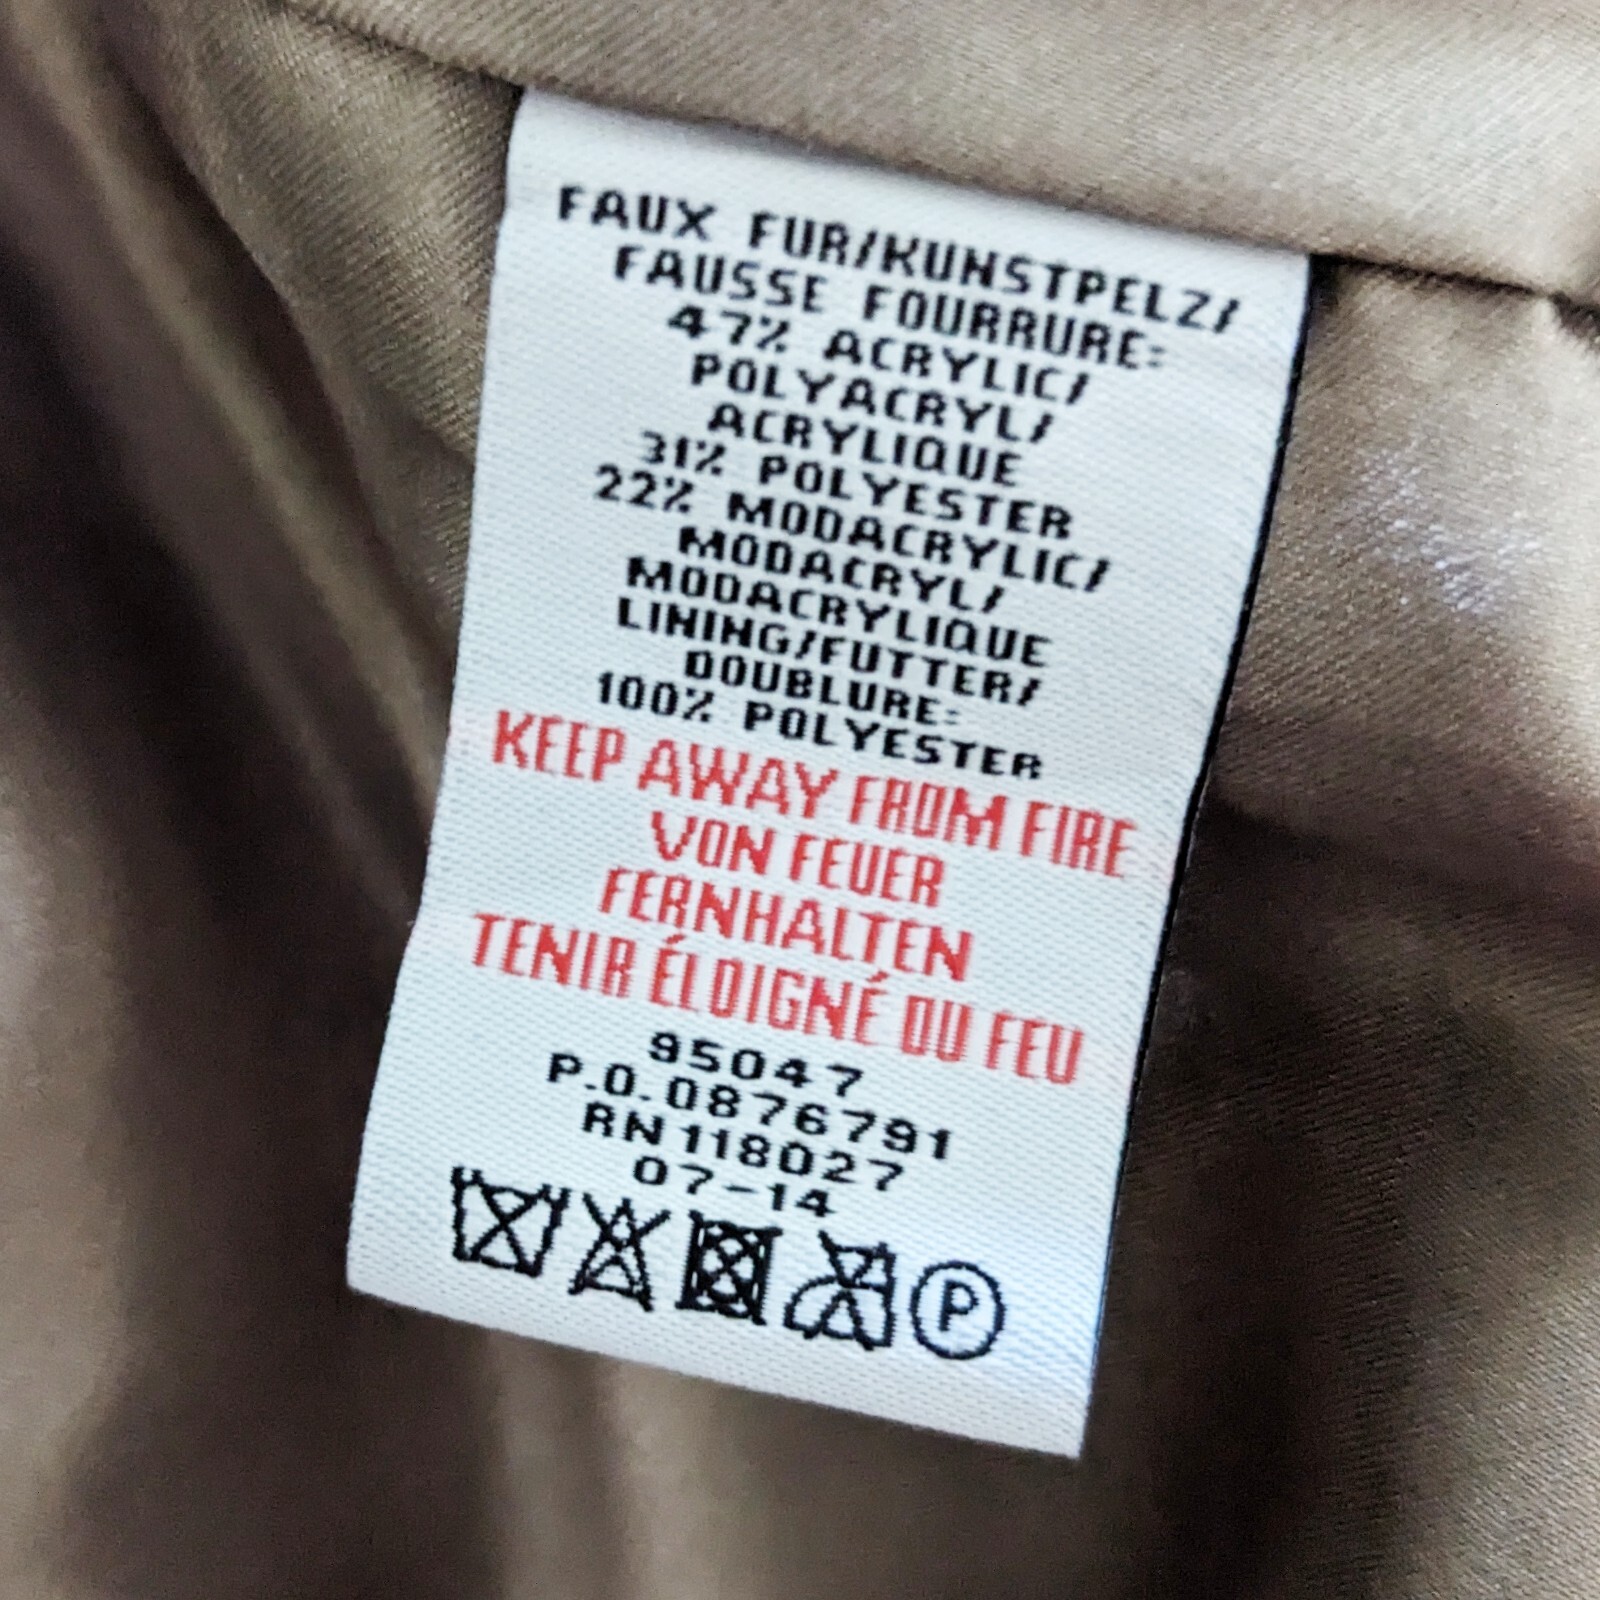 FAUX FUR/KUNSTPELZ/
FAUSSE FOURRURE:
47% ACRYLIC/
POLYACRYL/
ACRYLIQUE
31% POLYESTER
22% MODACRYLIC/
MODACRYL/
MODACRYLIQUE
LINING/FUTTER/
DOUBLURE:
100% POLYESTER
KEEP AWAY FROM FIRE
VON FEUER
FERNHALTEN
TENIR ÉLOIGNÉ DU FEU
95047
P.O.0876791
RN118027
07-14
P